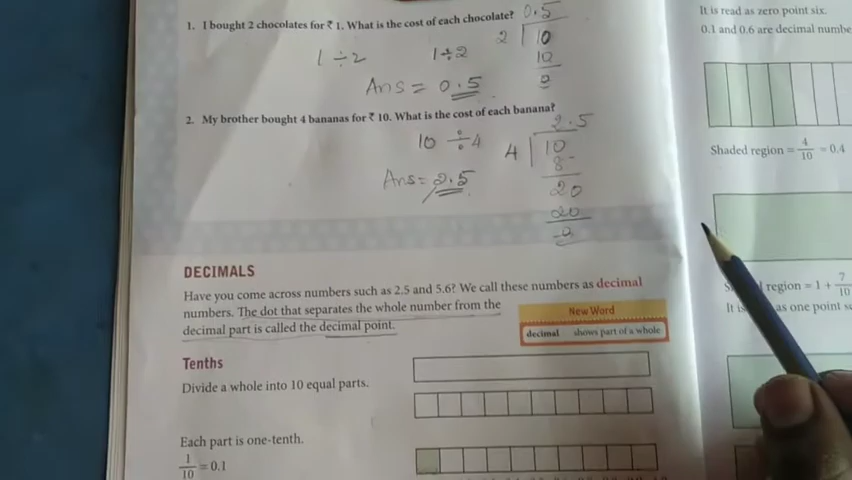 1. I bought 2 chocolates for ₹ 1. What is the cost of each chocolate?
0.5
2 10
1 ÷ 2
1 ÷ 2
10
0
Ans = 0.5
2. My brother bought 4 bananas for ₹ 10. What is the cost of each banana?
2.5
10 ÷ 4
4 10
8
Ans = 2.5
20
20
0
DECIMALS
Have you come across numbers such as 2.5 and 5.6? We call these numbers as decimal
numbers. The dot that separates the whole number from the
decimal part is called the decimal point.
New Word
decimal shows part of a whole
Tenths
Divide a whole into 10 equal parts.
Each part is one-tenth.
1/10 = 0.1
It is read as zero point six.
0.1 and 0.6 are decimal numbe
Shaded region = 4/10 = 0.4
region = 1 + 7/10
as one point